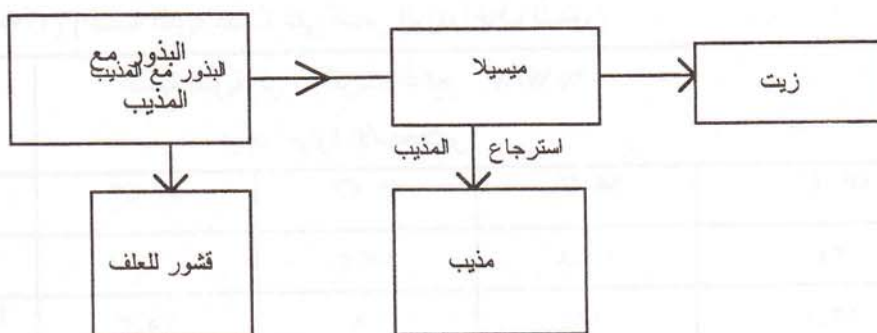 البذور مع
البذور مع المذيب
المذيب
ميسيلا
زيت
استرجاع المذيب
قشور للعلف
مذيب